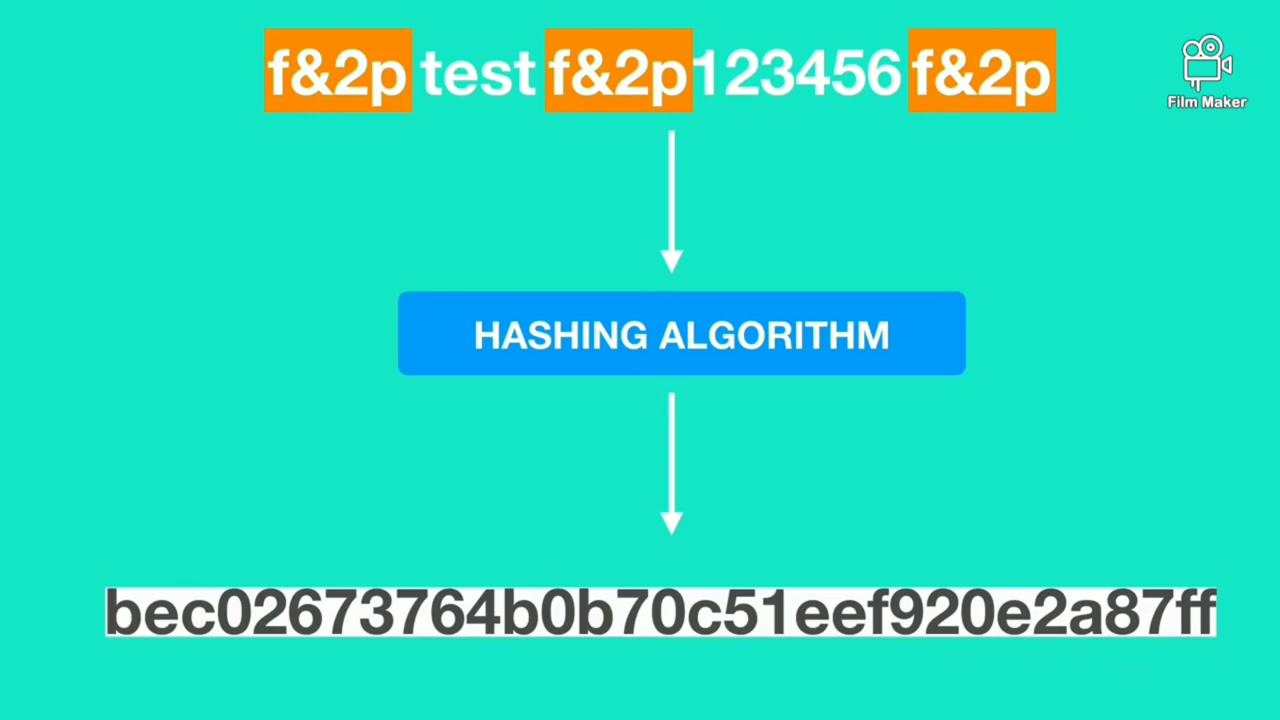 f&2p test f&2p123456 f&2p
Film Maker
HASHING ALGORITHM
bec02673764b0b70c51eef920e2a87ff